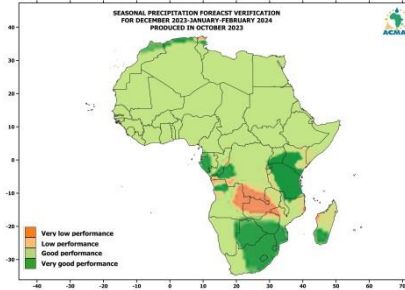 SEASONAL PRECIPITATION FOREACST VERIFICATION
FOR DECEMBER 2023-JANUARY-FEBRUARY 2024
PRODUCED IN OCTOBER 2023
ACMAD
40
30
20
10
0
-10
-20
-30
Very low performance
Low performance
Good performance
Very good performance
-40
-30
-20
-10
0
10
20
30
40
50
60
70